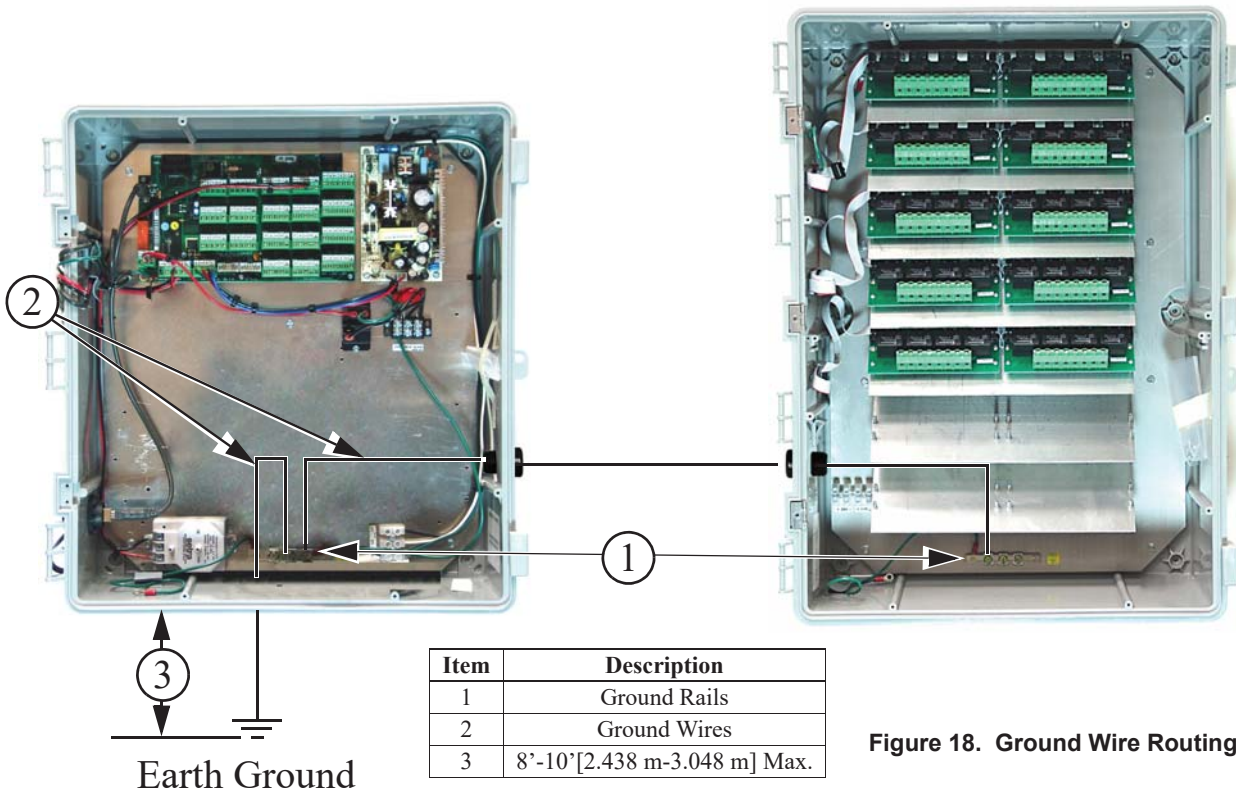 2
1
3
Earth Ground
Item Description
1 Ground Rails
2 Ground Wires
3 8’-10’[2.438 m-3.048 m] Max.
Figure 18. Ground Wire Routing